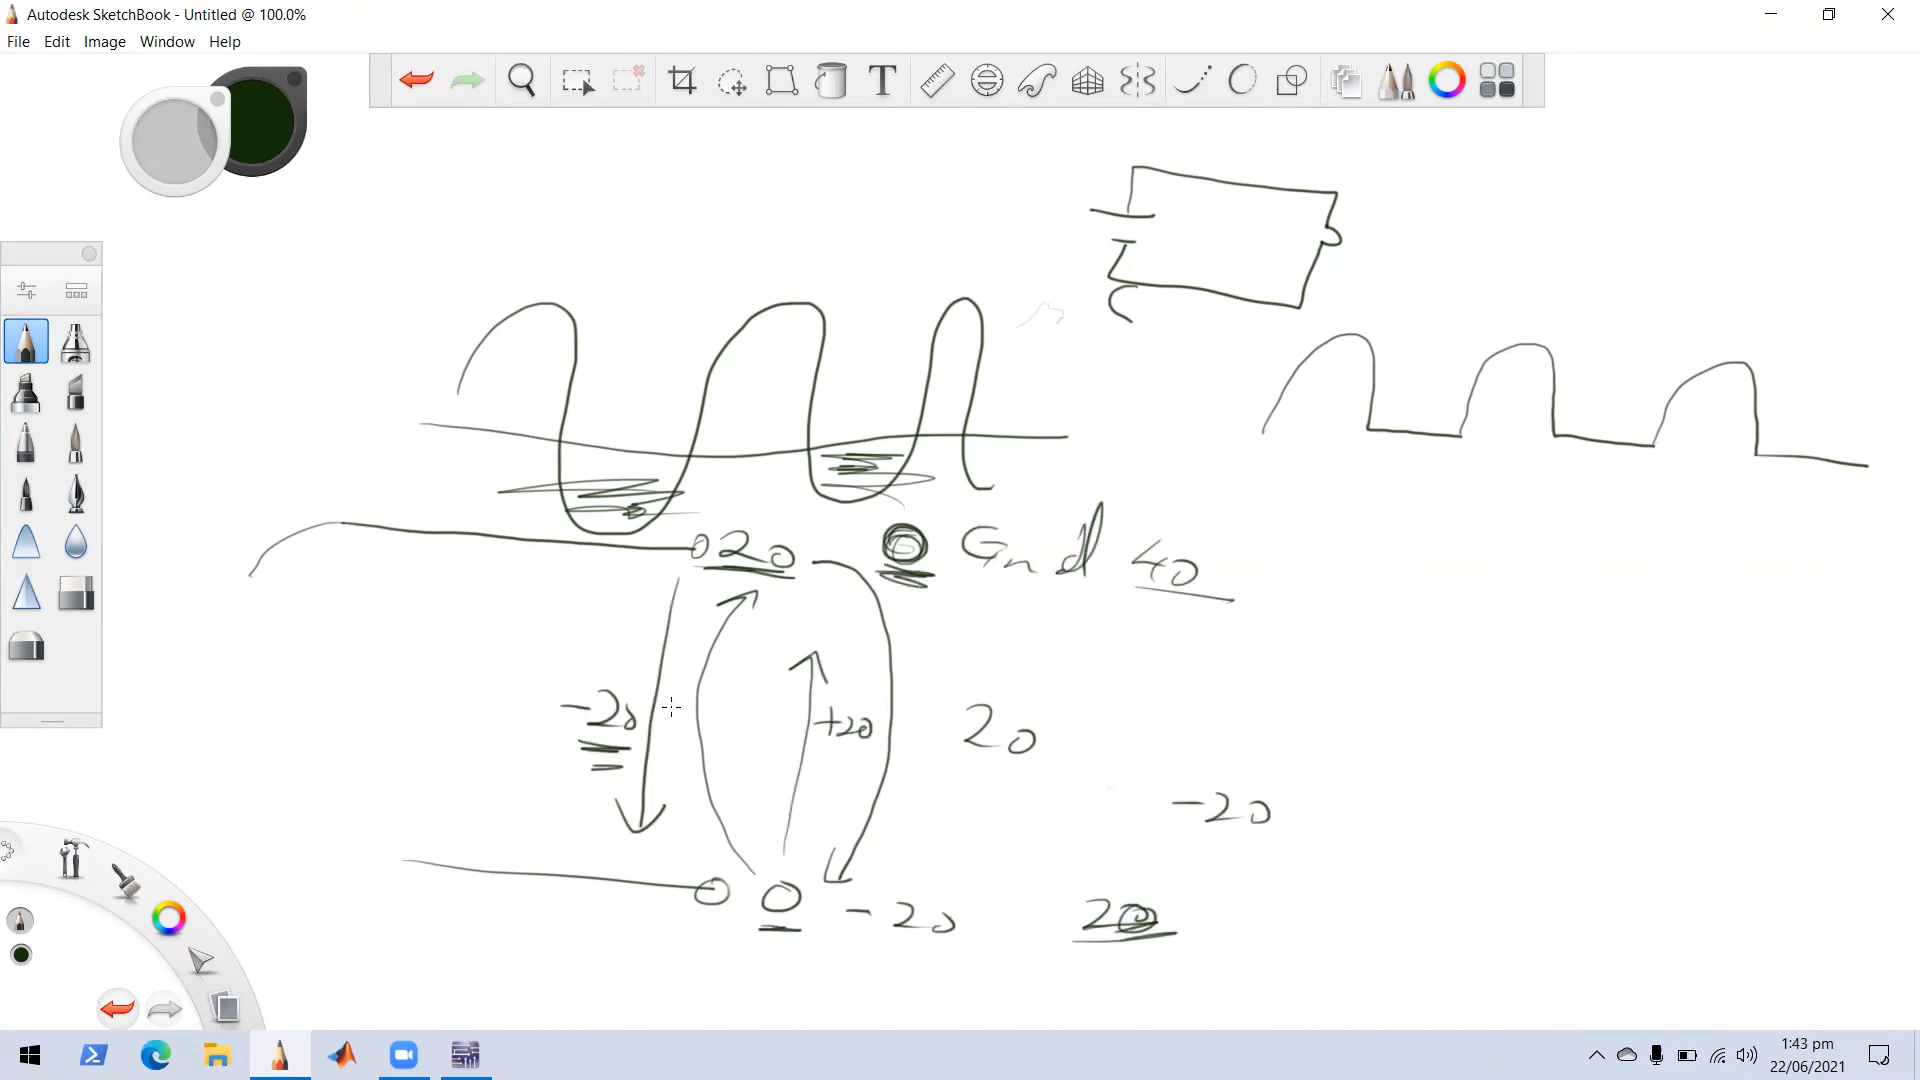 Autodesk SketchBook - Untitled @ 100.0%
File Edit Image Window Help
T
020
Gnd 40
-20
+20
20
-20
0 0 -20
20
1:43 pm
22/06/2021